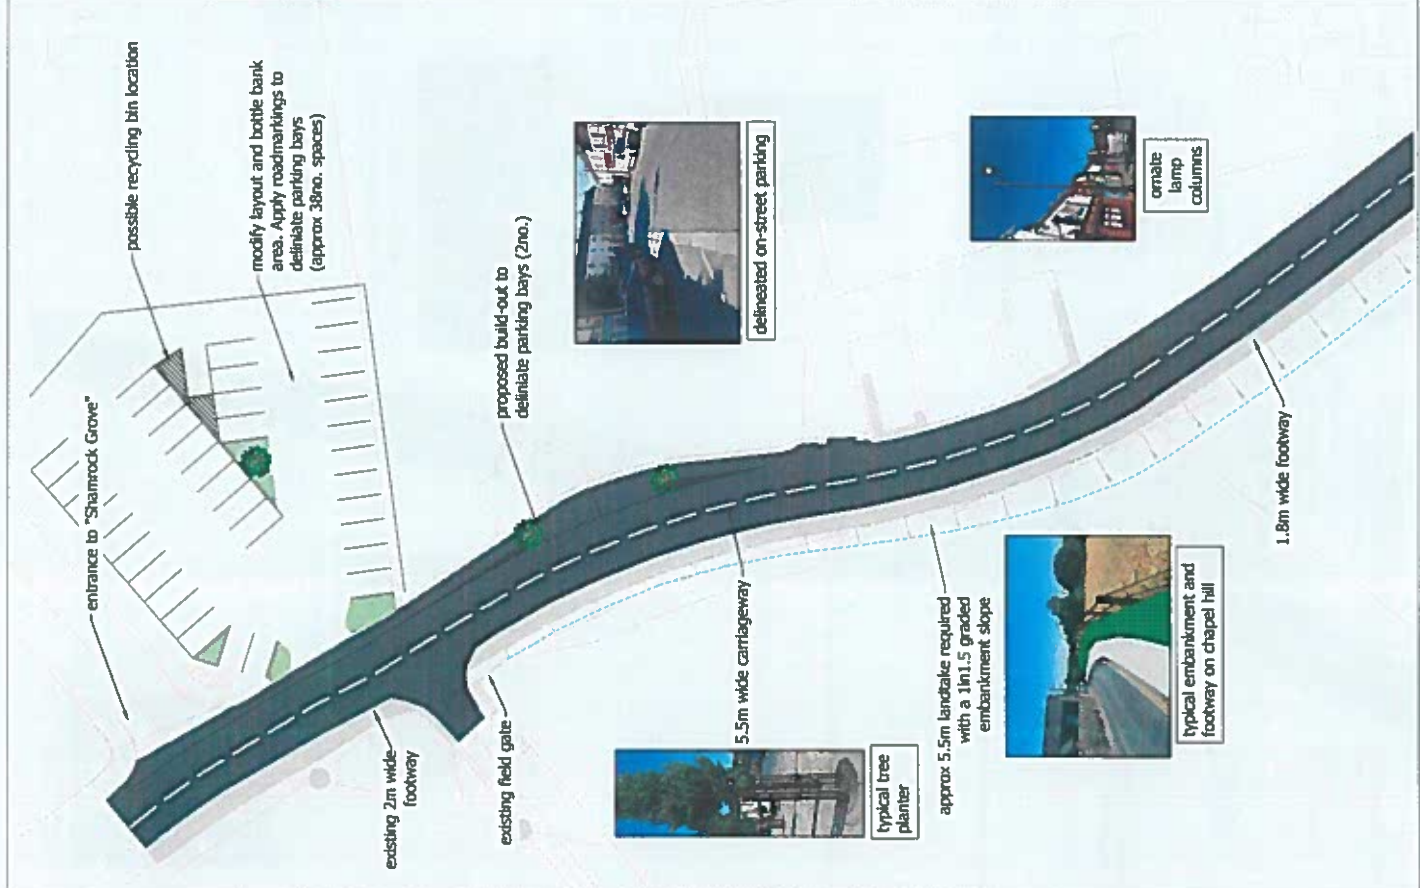 possible recycling bin location
modify layout and bottle bank
area. Apply roadmarkings to
deliniate parking bays
(approx 38no. spaces)
entrance to "Shamrock Grove"
proposed build-out to
deliniate parking bays (2no.)
delineated on-street parking
ornate
lamp
columns
existing 2m wide
footway
existing field gate
5.5m wide carriageway
typical tree
planter
approx 5.5m landtake required
with a 1in1.5 graded
embankment slope
typical embankment and
footway on chapel hill
1.8m wide footway